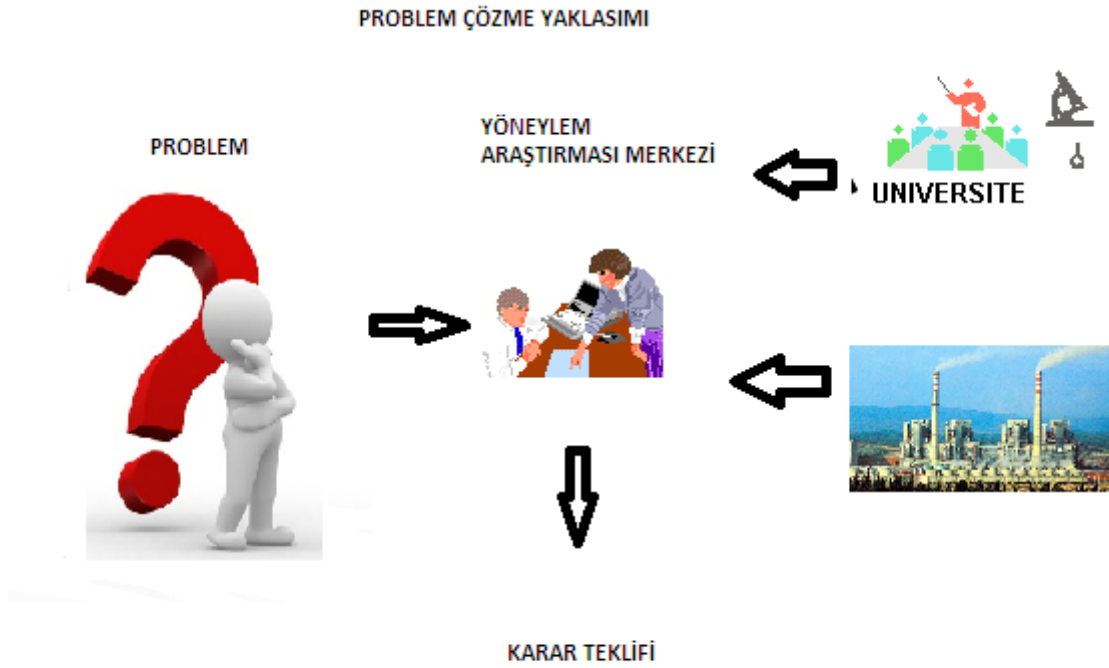 PROBLEM ÇÖZME YAKLASIMI
PROBLEM
YÖNEYLEM
ARAŞTIRMASI MERKEZİ
UNIVERSITE
KARAR TEKLİFİ